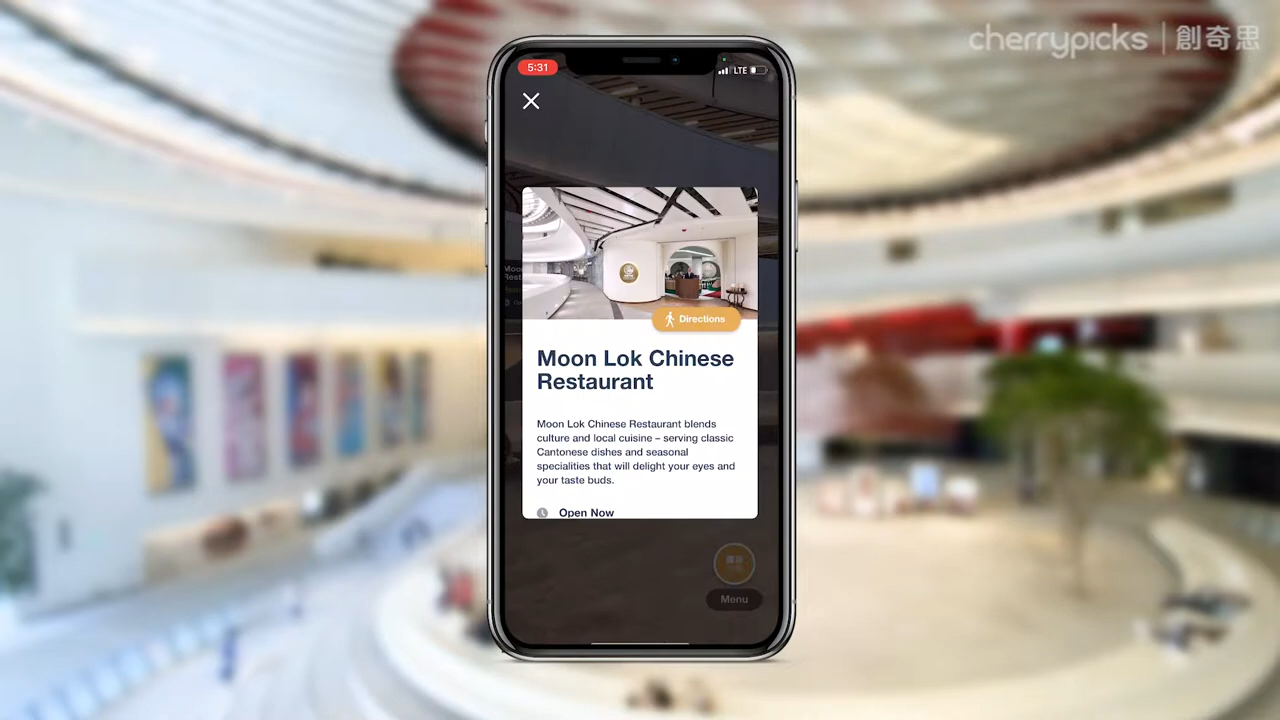 cherrypicks | 創奇思
5:31
LTE
Directions
Moon Lok Chinese
Restaurant
Moon Lok Chinese Restaurant blends
culture and local cuisine – serving classic
Cantonese dishes and seasonal
specialities that will delight your eyes and
your taste buds.
Open Now
Menu